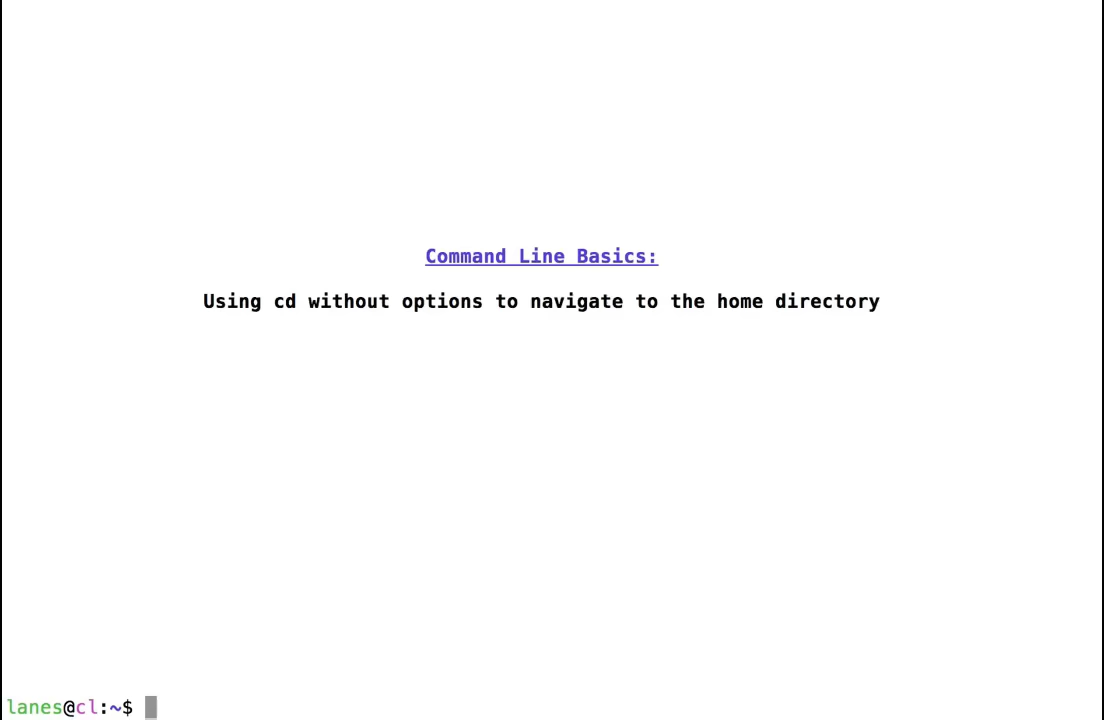 Command Line Basics:
Using cd without options to navigate to the home directory
lanes@cl:~$